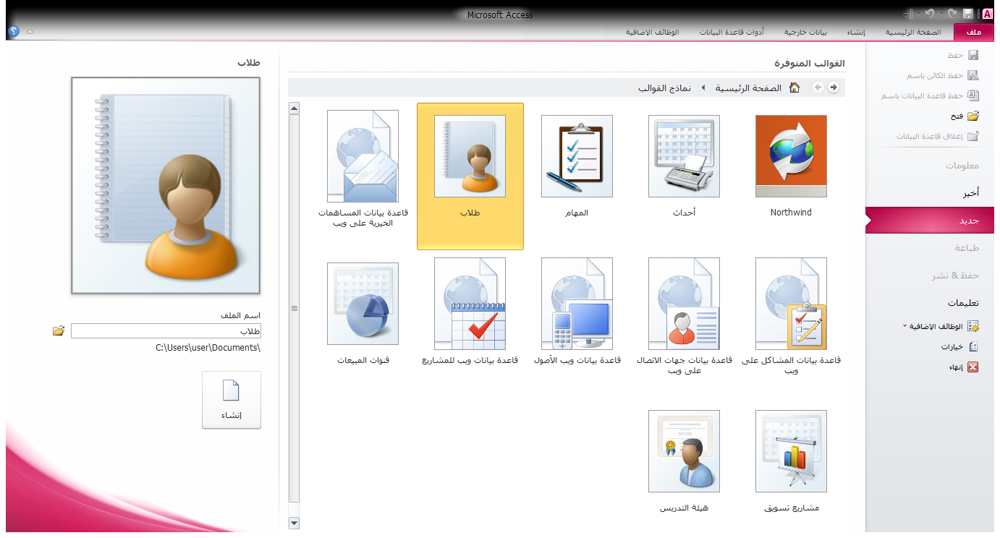 Microsoft Access
ملف
الصفحة الرئيسية
إنشاء
بيانات خارجية
أدوات قاعدة البيانات
الوظائف الإضافية
حفظ
حفظ الكائن باسم
حفظ قاعدة البيانات باسم
فتح
إغلاق قاعدة البيانات
معلومات
أخير
جديد
طباعة
حفظ & نشر
تعليمات
الوظائف الإضافية
خيارات
إنهاء
القوالب المتوفرة
الصفحة الرئيسية
نماذج القوالب
Northwind
أحداث
المهام
طلاب
قاعدة بيانات المساهمات
الخيرية على ويب
قاعدة بيانات المشاكل على
ويب
قاعدة بيانات جهات الاتصال
على ويب
قاعدة بيانات ويب الأصول
قاعدة بيانات ويب للمشاريع
قنوات المبيعات
مشاريع تسويق
هيئة التدريس
طلاب
اسم الملف
طلاب
C:\Users\user\Documents\
إنشاء